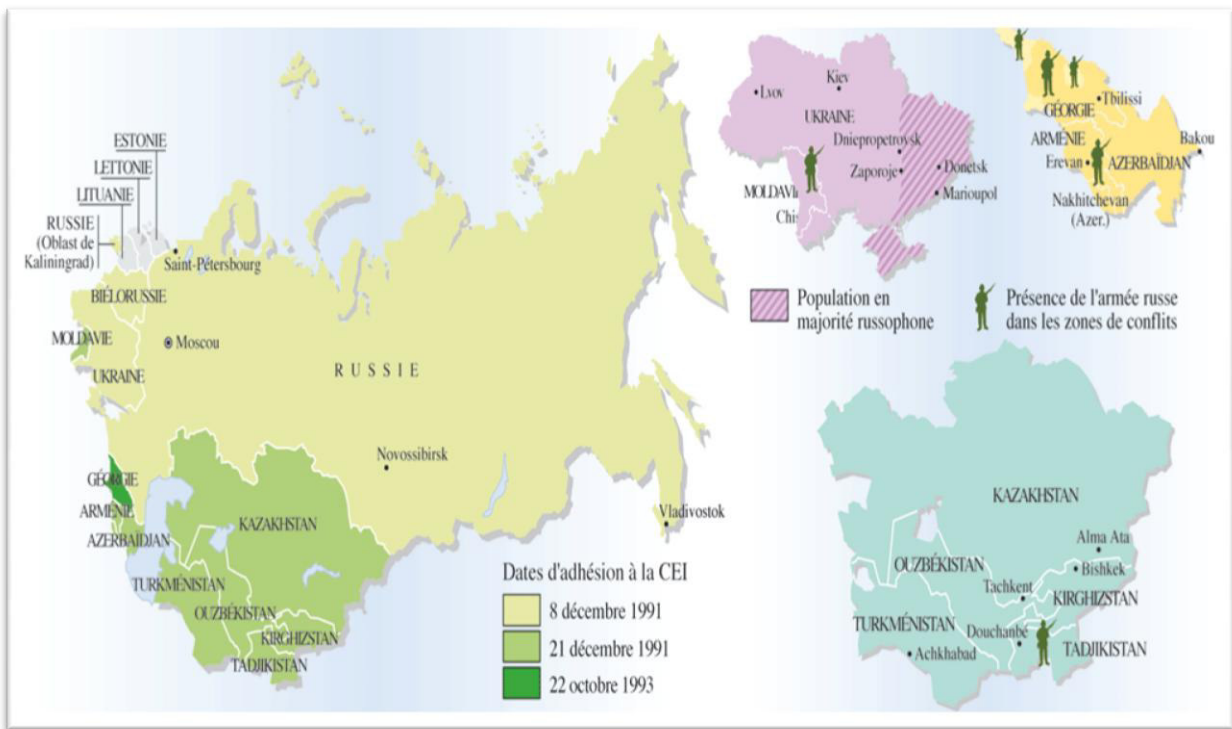 ESTONIE
LETTONIE
LITUANIE
RUSSIE
(Oblast de
Kaliningrad)
Saint-Pétersbourg
BIÉLORUSSIE
MOLDAVIE
Moscou
UKRAINE
RUSSIE
Novossibirsk
GÉORGIE
ARMÉNIE
AZERBAÏDJAN
KAZAKHSTAN
TURKMÉNISTAN
OUZBÉKISTAN
KIRGHIZSTAN
TADJIKISTAN
Vladivostok
Dates d'adhésion à la CEI
8 décembre 1991
21 décembre 1991
22 octobre 1993
Lvov
Kiev
UKRAINE
Dniepropetrovsk
Zaporoje
Donetsk
Marioupol
Population en
majorité russophone
GÉORGIE
Tbilissi
ARMÉNIE
Erevan
AZERBAÏDJAN
Bakou
Nakhitchevan
(Azer.)
Présence de l'armée russe
dans les zones de conflits
KAZAKHSTAN
Alma Ata
OUZBÉKISTAN
Bishkek
Tachkent
KIRGHIZSTAN
TURKMÉNISTAN
Douchanbé
TADJIKISTAN
Achkhabad